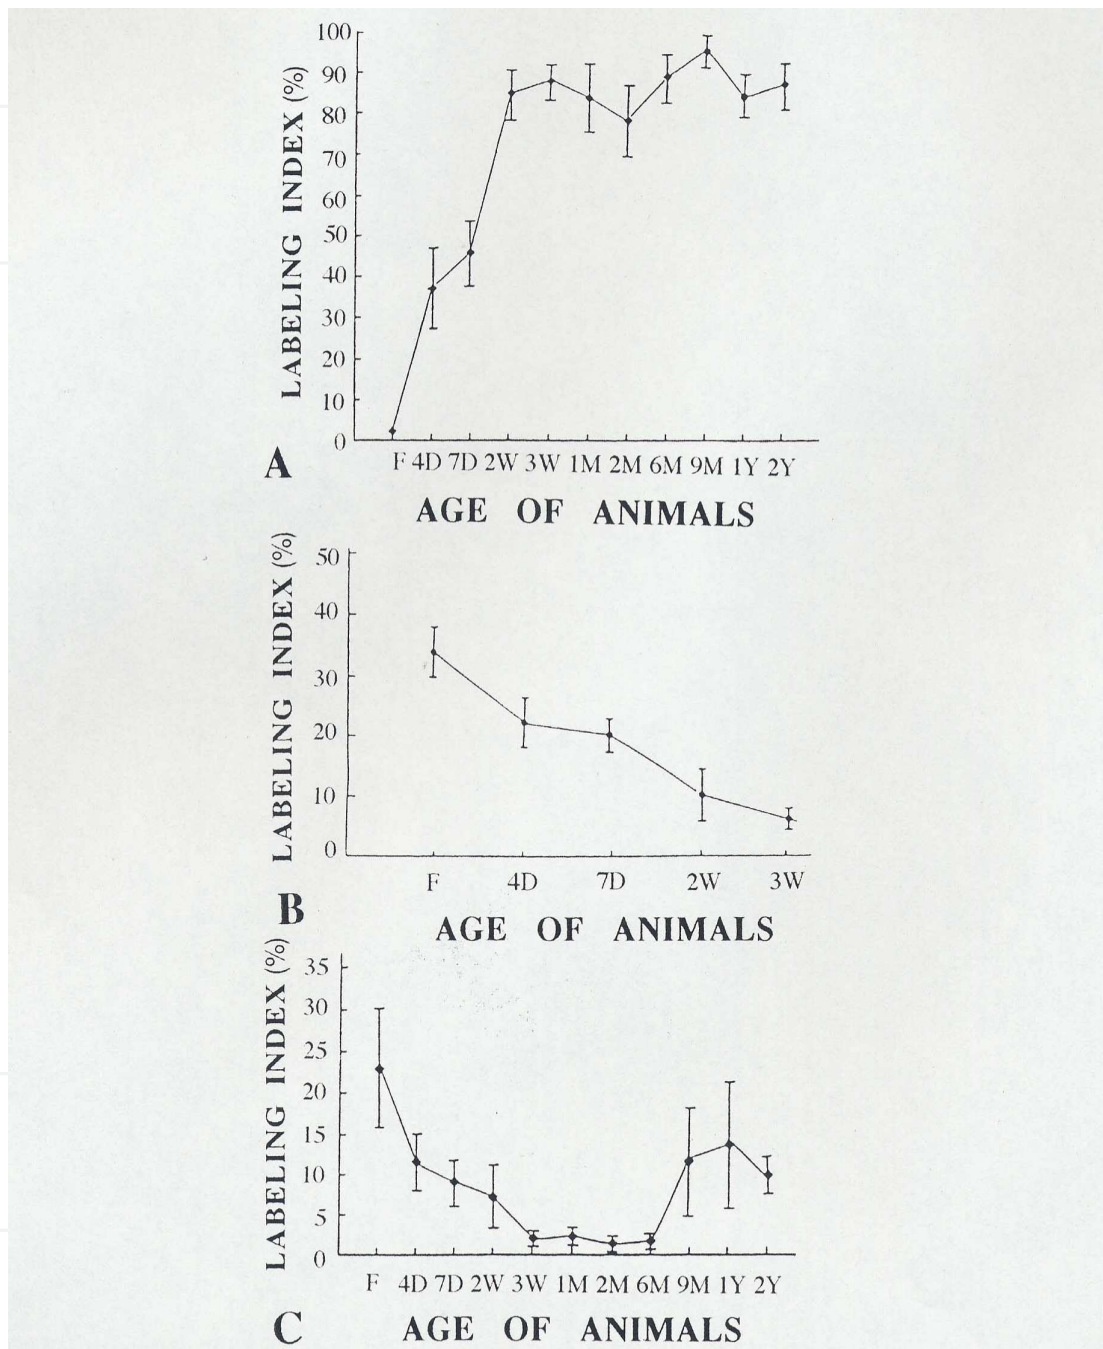 LABELING INDEX (%)
100
90
80
70
60
50
40
30
20
10
0
F 4D 7D 2W 3W 1M 2M 6M 9M 1Y 2Y
A
AGE OF ANIMALS
LABELING INDEX (%)
50
40
30
20
10
0
F 4D 7D 2W 3W
B
AGE OF ANIMALS
LABELING INDEX (%)
35
30
25
20
15
10
5
0
F 4D 7D 2W 3W 1M 2M 6M 9M 1Y 2Y
C
AGE OF ANIMALS